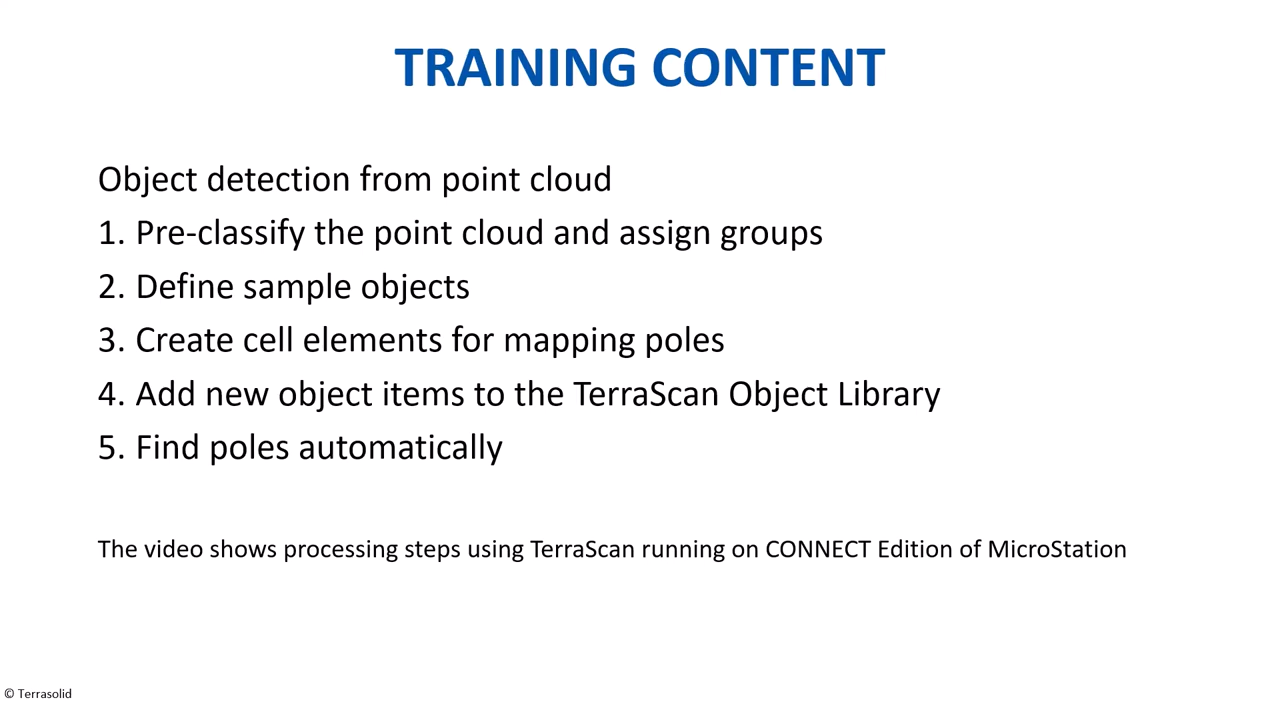 TRAINING CONTENT
Object detection from point cloud
1. Pre-classify the point cloud and assign groups
2. Define sample objects
3. Create cell elements for mapping poles
4. Add new object items to the TerraScan Object Library
5. Find poles automatically
The video shows processing steps using TerraScan running on CONNECT Edition of MicroStation
© Terrasolid